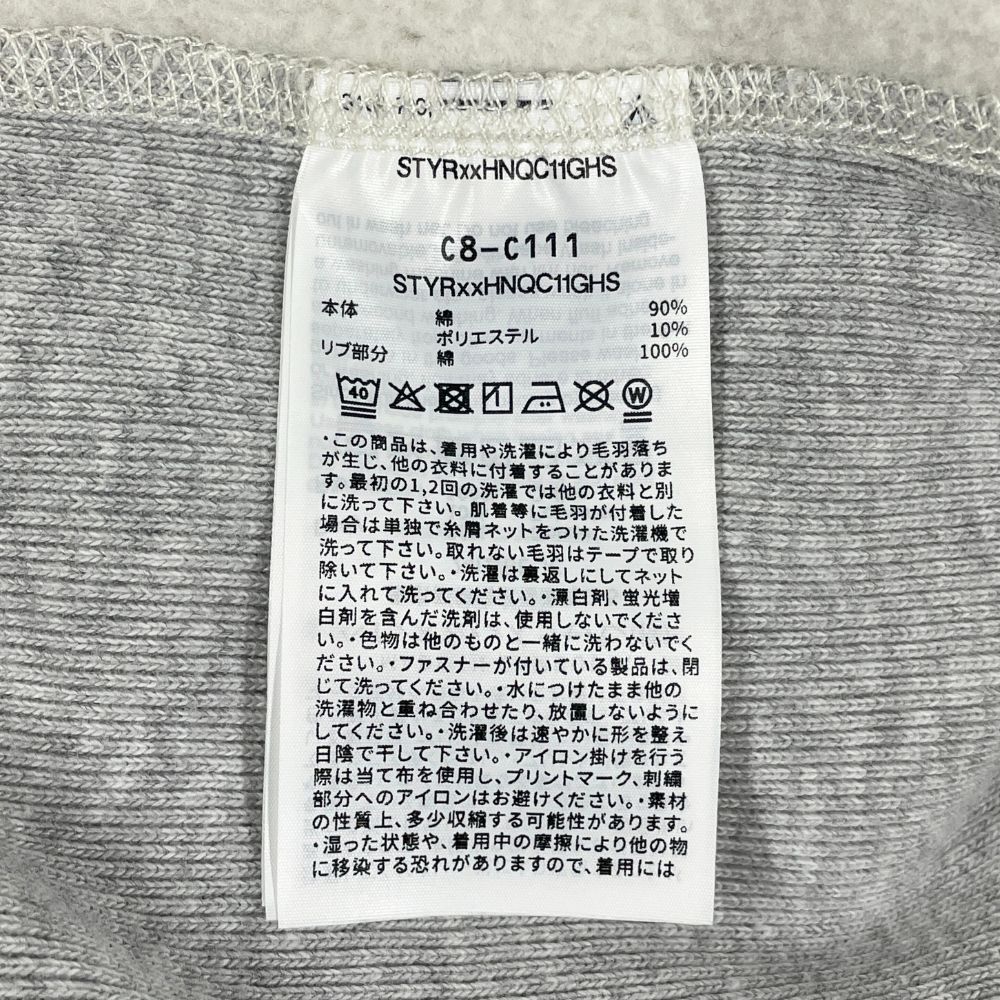 STYRxxHNQC11GHS
C8-C111
STYRxxHNQC11GHS
本体 綿 90%
ポリエステル 10%
リブ部分 綿 100%
40 W
・この商品は、着用や洗濯により毛羽落ち
が生じ、他の衣料に付着することがありま
す。最初の1,2回の洗濯では他の衣料と別
に洗って下さい。肌着等に毛羽が付着した
場合は単独で糸屑ネットをつけた洗濯機で
洗って下さい。取れない毛羽はテープで取り
除いて下さい。・洗濯は裏返しにしてネット
に入れて洗ってください。・漂白剤、蛍光増
白剤を含んだ洗剤は、使用しないでくださ
い。・色物は他のものと一緒に洗わないでく
ださい。・ファスナーが付いている製品は、閉
じて洗ってください。・水につけたまま他の
洗濯物と重ね合わせたり、放置しないように
してください。・洗濯後は速やかに形を整え
日陰で干して下さい。・アイロン掛けを行う
際は当て布を使用し、プリントマーク、刺繍
部分へのアイロンはお避けください。・素材
の性質上、多少収縮する可能性があります。
・湿った状態や、着用中の摩擦により他の物
に移染する恐れがありますので、着用には